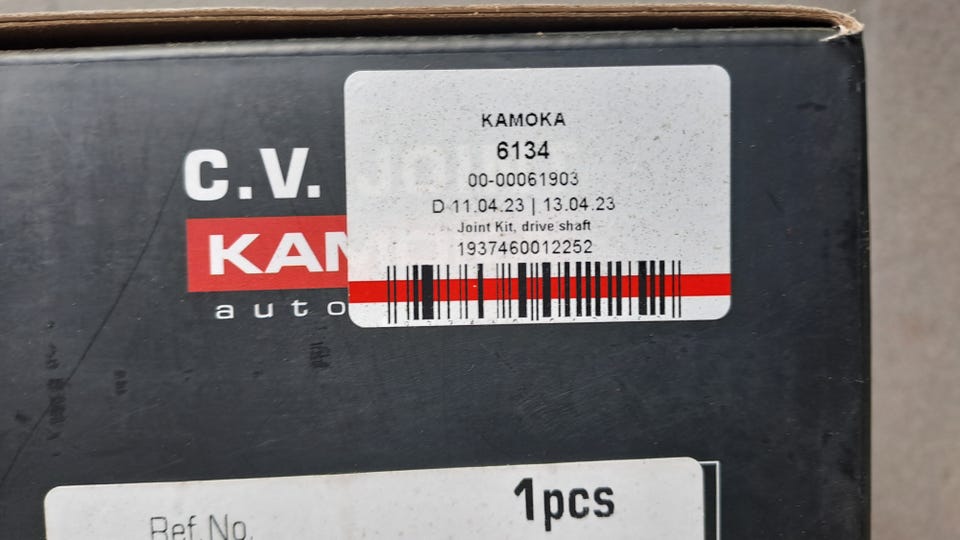 C.V.
KAM
auto
KAMOKA
6134
00-00061903
D 11.04.23 | 13.04.23
Joint Kit, drive shaft
1937460012252
1pcs
Ref.No.